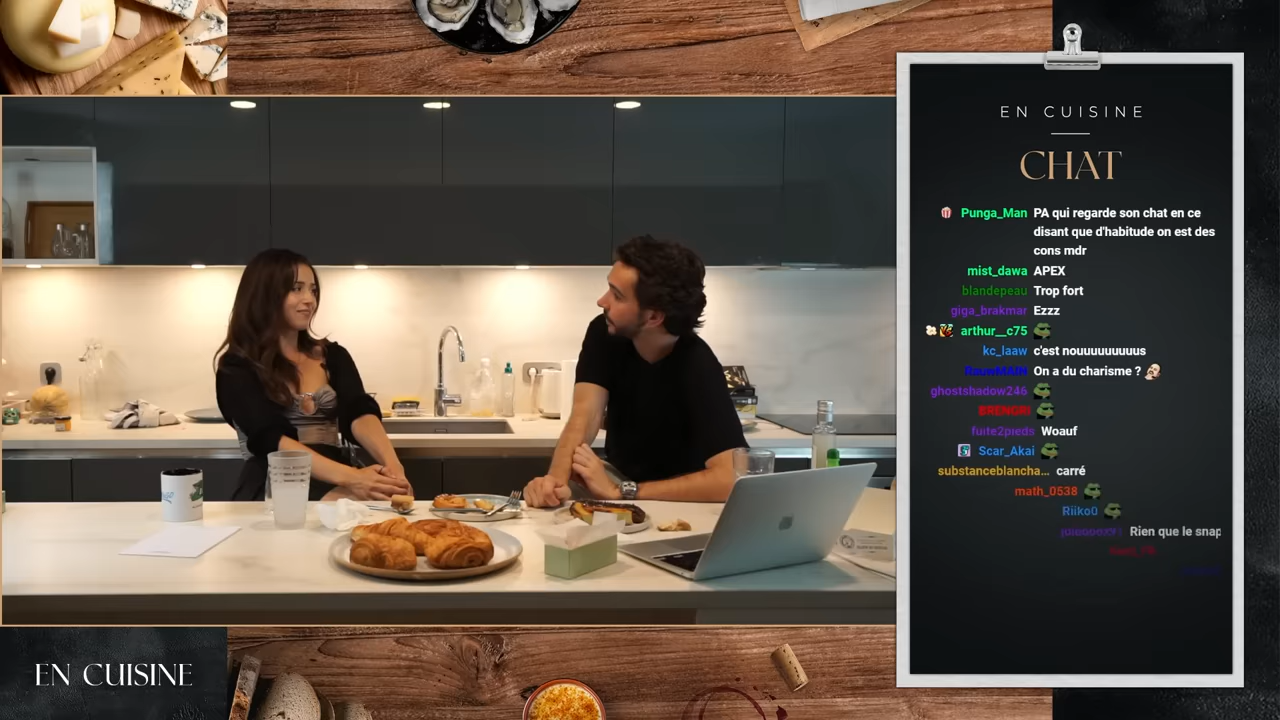 EN CUISINE
CHAT
Punga_Man PA qui regarde son chat en ce
disant que d'habitude on est des
cons mdr
mist_dawa APEX
blandepeau Trop fort
giga_brakmar Ezzz
arthur__c75
kc_laaw c'est nouuuuuuuuus
RauwMAIN On a du charisme ?
ghostshadow246
BRENGRI
fuite2pieds Woauf
Scar_Akai
substanceblancha... carré
math_0538
Riiko0
Rien que le snap
EN CUISINE